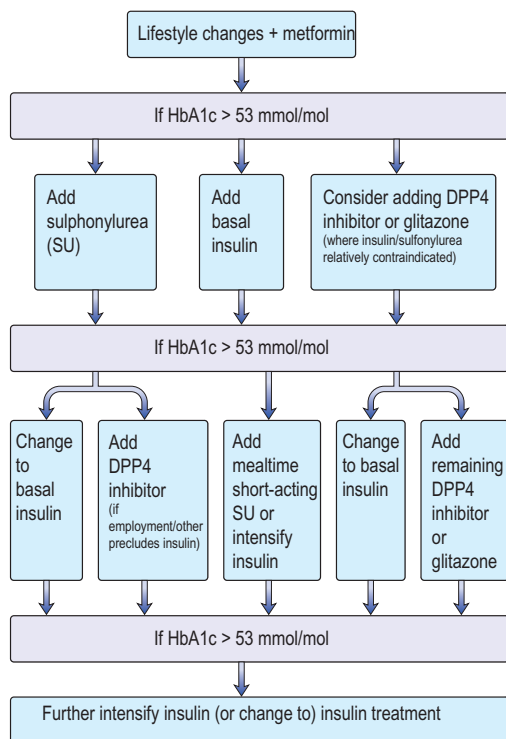 Lifestyle changes + metformin
If HbA1c > 53 mmol/mol
Add
sulphonylurea
(SU)
Add
basal
insulin
Consider adding DPP4
inhibitor or glitazone
(where insulin/sulfonylurea
relatively contraindicated)
If HbA1c > 53 mmol/mol
Change
to
basal
insulin
Add
DPP4
inhibitor
(if
employment/other
precludes insulin)
Add
mealtime
short-acting
SU or
intensify
insulin
Change
to basal
insulin
Add
remaining
DPP4
inhibitor
or
glitazone
If HbA1c > 53 mmol/mol
Further intensify insulin (or change to) insulin treatment